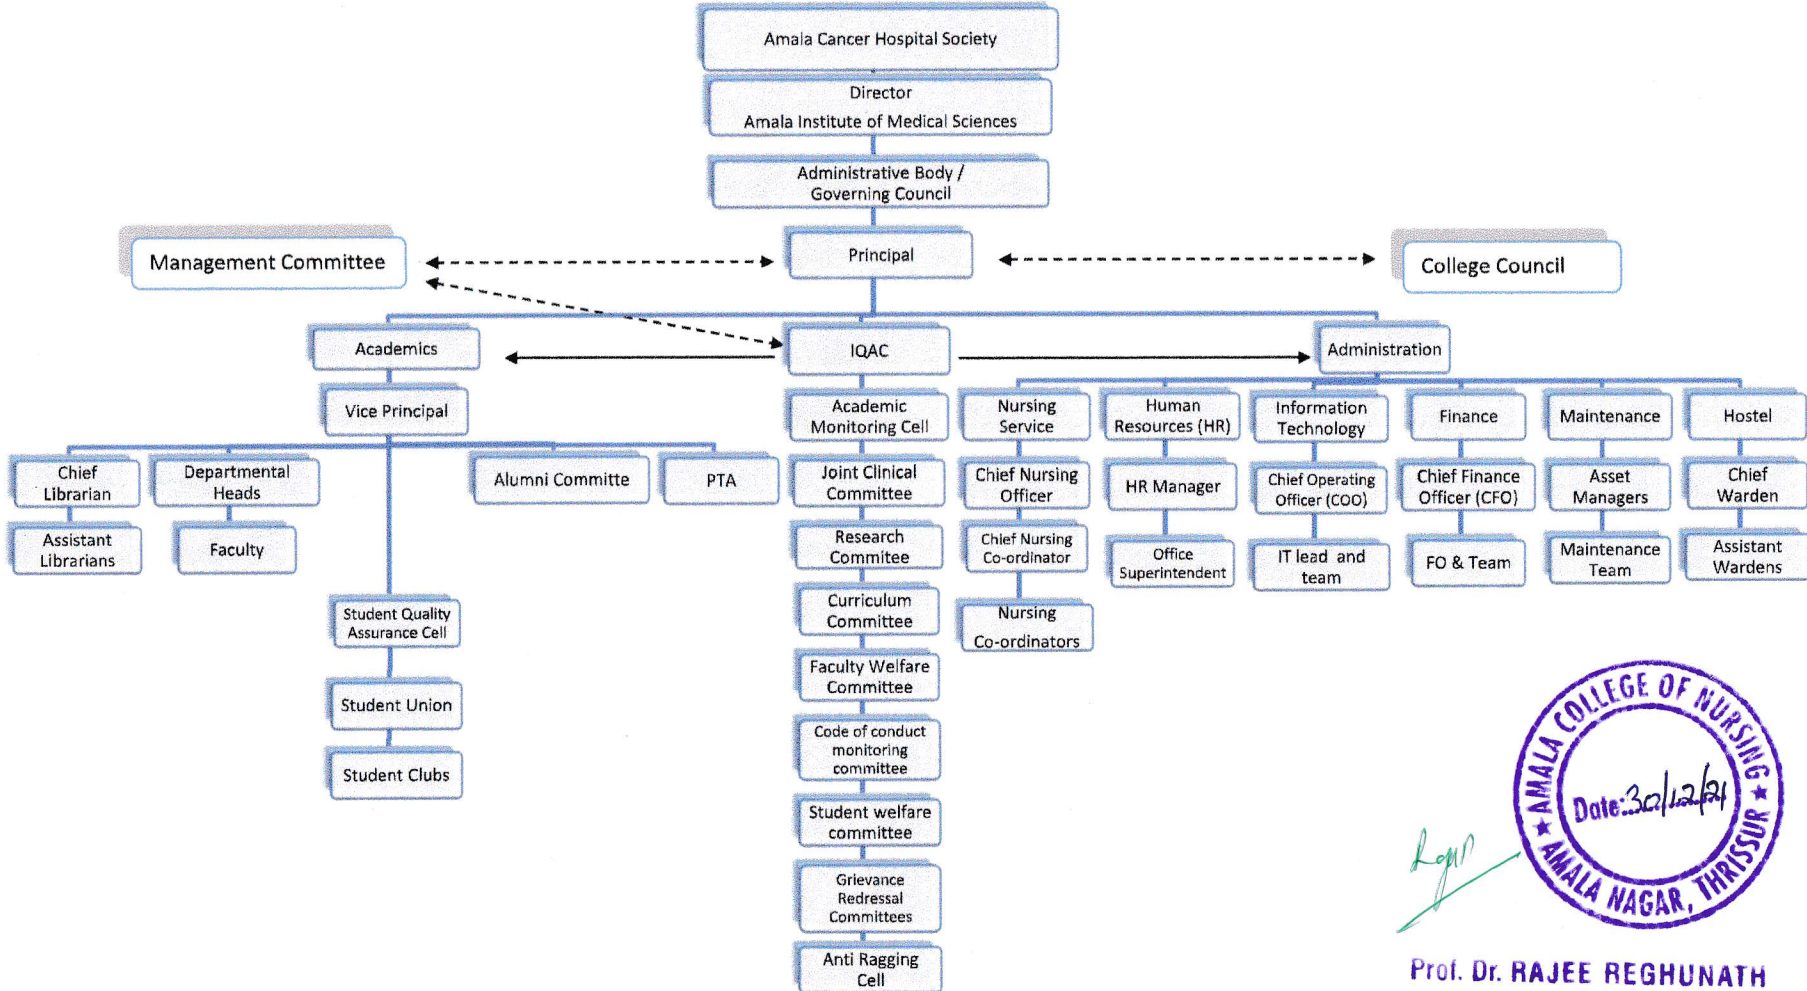 Amala Cancer Hospital Society
Director
Amala Institute of Medical Sciences
Administrative Body /
Governing Council
Management Committee
Principal
College Council
Academics
IQAC
Administration
Vice Principal
Academic
Monitoring Cell
Nursing
Service
Human
Resources (HR)
Information
Technology
Finance
Maintenance
Hostel
Chief
Librarian
Departmental
Heads
Alumni Committe
PTA
Joint Clinical
Committee
Chief Nursing
Officer
HR Manager
Chief Operating
Officer (COO)
Chief Finance
Officer (CFO)
Asset
Managers
Chief
Warden
Assistant
Librarians
Faculty
Research
Commitee
Chief Nursing
Co-ordinator
Office
Superintendent
IT lead and
team
FO & Team
Maintenance
Team
Assistant
Wardens
Student Quality
Assurance Cell
Curriculum
Committee
Nursing
Co-ordinators
Faculty Welfare
Committee
Student Union
Code of conduct
monitoring
committee
Student Clubs
Student welfare
committee
Grievance
Redressal
Committees
Anti Ragging
Cell
AMALA COLLEGE OF NURSING
Date: 30/12/21
AMALA NAGAR, THRISSUR
Prof. Dr. RAJEE REGHUNATH